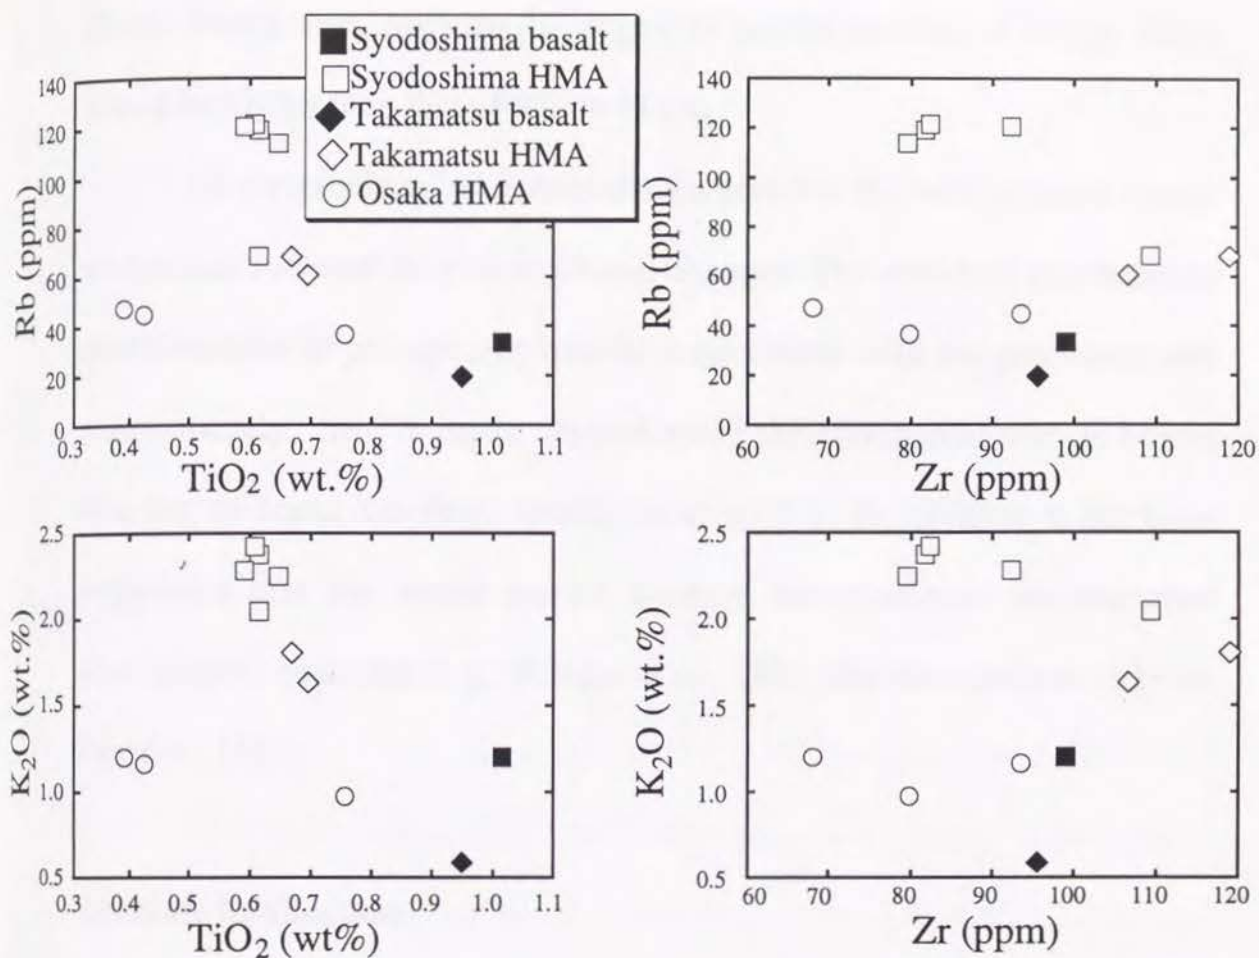 Syodoshima basalt
Syodoshima HMA
Takamatsu basalt
Takamatsu HMA
Osaka HMA
140
120
100
80
60
40
20
0
Rb (ppm)
0.3 0.4 0.5 0.6 0.7 0.8 0.9 1.0 1.1
TiO2 (wt.%)
140
120
100
80
60
40
20
0
Rb (ppm)
60 70 80 90 100 110 120
Zr (ppm)
2.5
2.0
1.5
1.0
0.5
K2O (wt.%)
0.3 0.4 0.5 0.6 0.7 0.8 0.9 1.0 1.1
TiO2 (wt%)
2.5
2.0
1.5
1.0
0.5
K2O (wt.%)
60 70 80 90 100 110 120
Zr (ppm)